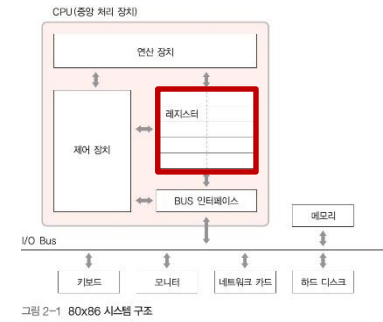 CPU(중앙 처리 장치)
연산 장치
레지스터
제어 장치
BUS 인터페이스
메모리
I/O Bus
키보드
모니터
네트워크 카드
하드 디스크
그림 2-1 80x86 시스템 구조